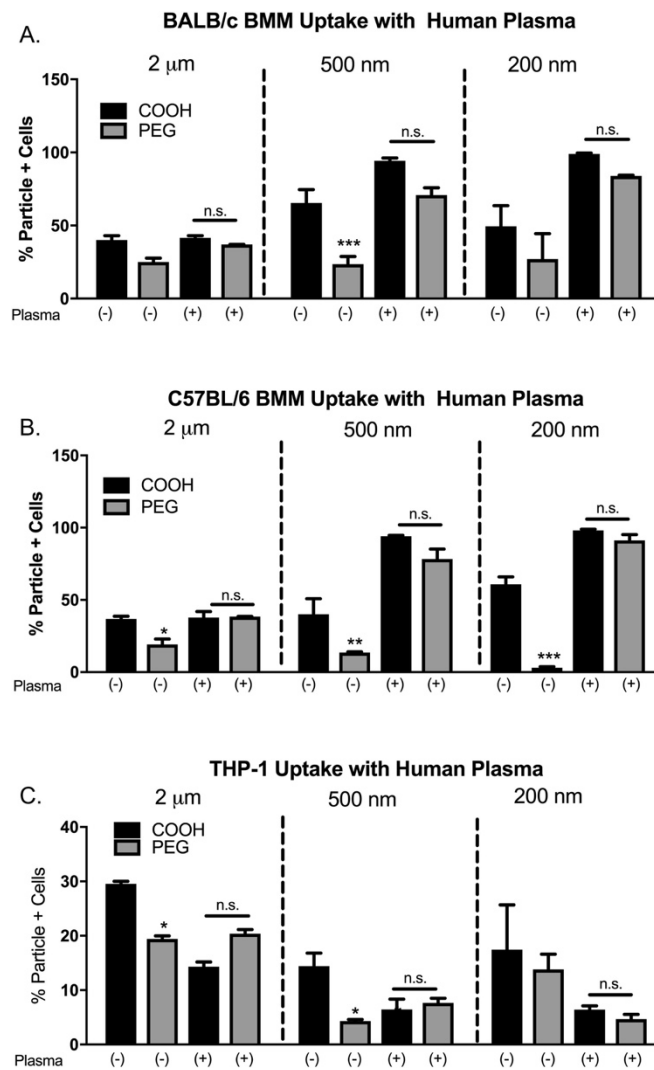 BALB/c BMM Uptake with Human Plasma
A.
2 μm 500 nm 200 nm
150
COOH
PEG
n.s.
n.s.
n.s.
***
100
50
0
% Particle + Cells
Plasma (-) (-) (+) (+) (-) (-) (+) (+) (-) (-) (+) (+)
C57BL/6 BMM Uptake with Human Plasma
B.
2 μm 500 nm 200 nm
150
COOH
PEG
n.s.
n.s.
n.s.
*
**
***
100
50
0
% Particle + Cells
Plasma (-) (-) (+) (+) (-) (-) (+) (+) (-) (-) (+) (+)
THP-1 Uptake with Human Plasma
C.
2 μm 500 nm 200 nm
40
COOH
PEG
n.s.
n.s.
n.s.
*
*
30
20
10
0
% Particle + Cells
Plasma (-) (-) (+) (+) (-) (-) (+) (+) (-) (-) (+) (+)